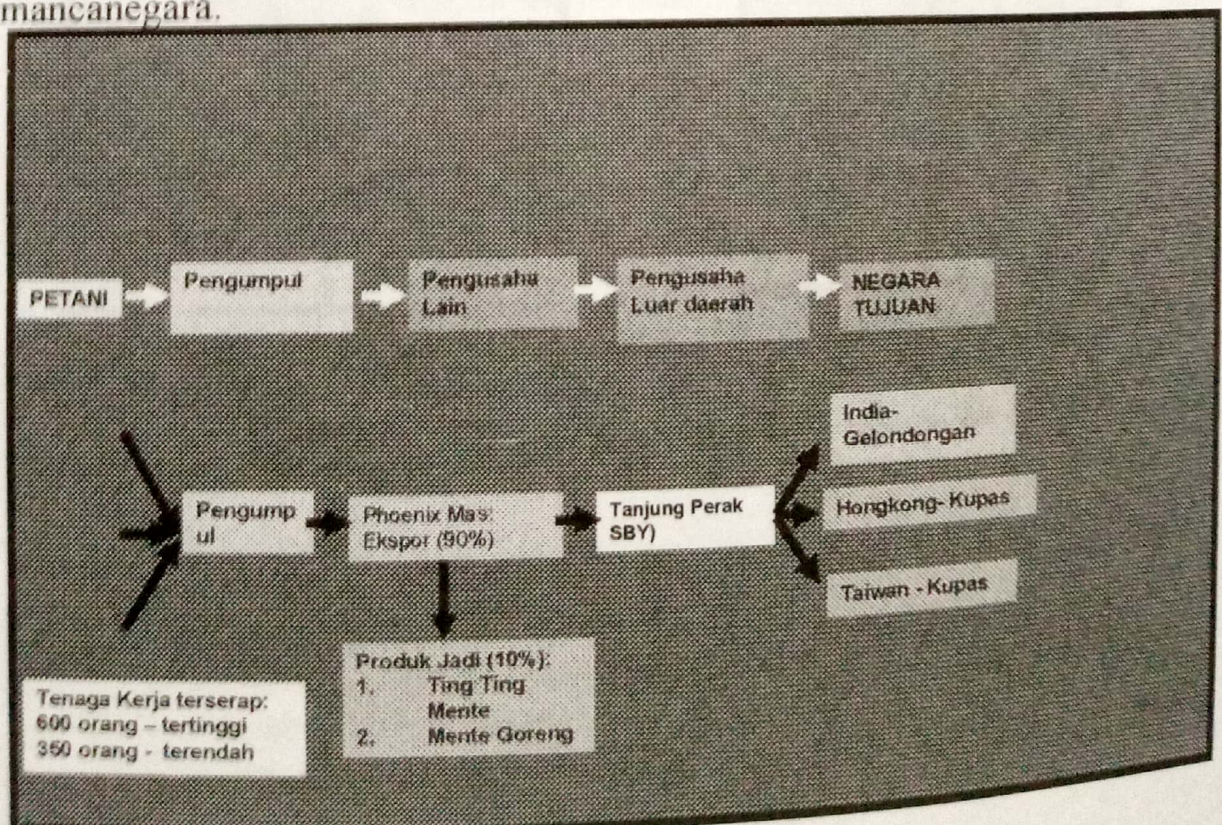 mancanegara.
PETANI
Pengumpul
Pengusaha
Lain
Pengusaha
Luar daerah
NEGARA
TUJUAN
India-
Gelondongan
Pengump
ul
Phoenix Mas:
Ekspor (90%)
Tanjung Perak
SBY)
Hongkong- Kupas
Taiwan - Kupas
Produk Jadi (10%):
1. Ting Ting
Mente
2. Mente Goreng
Tenaga Kerja terserap:
600 orang – tertinggi
350 orang - terendah